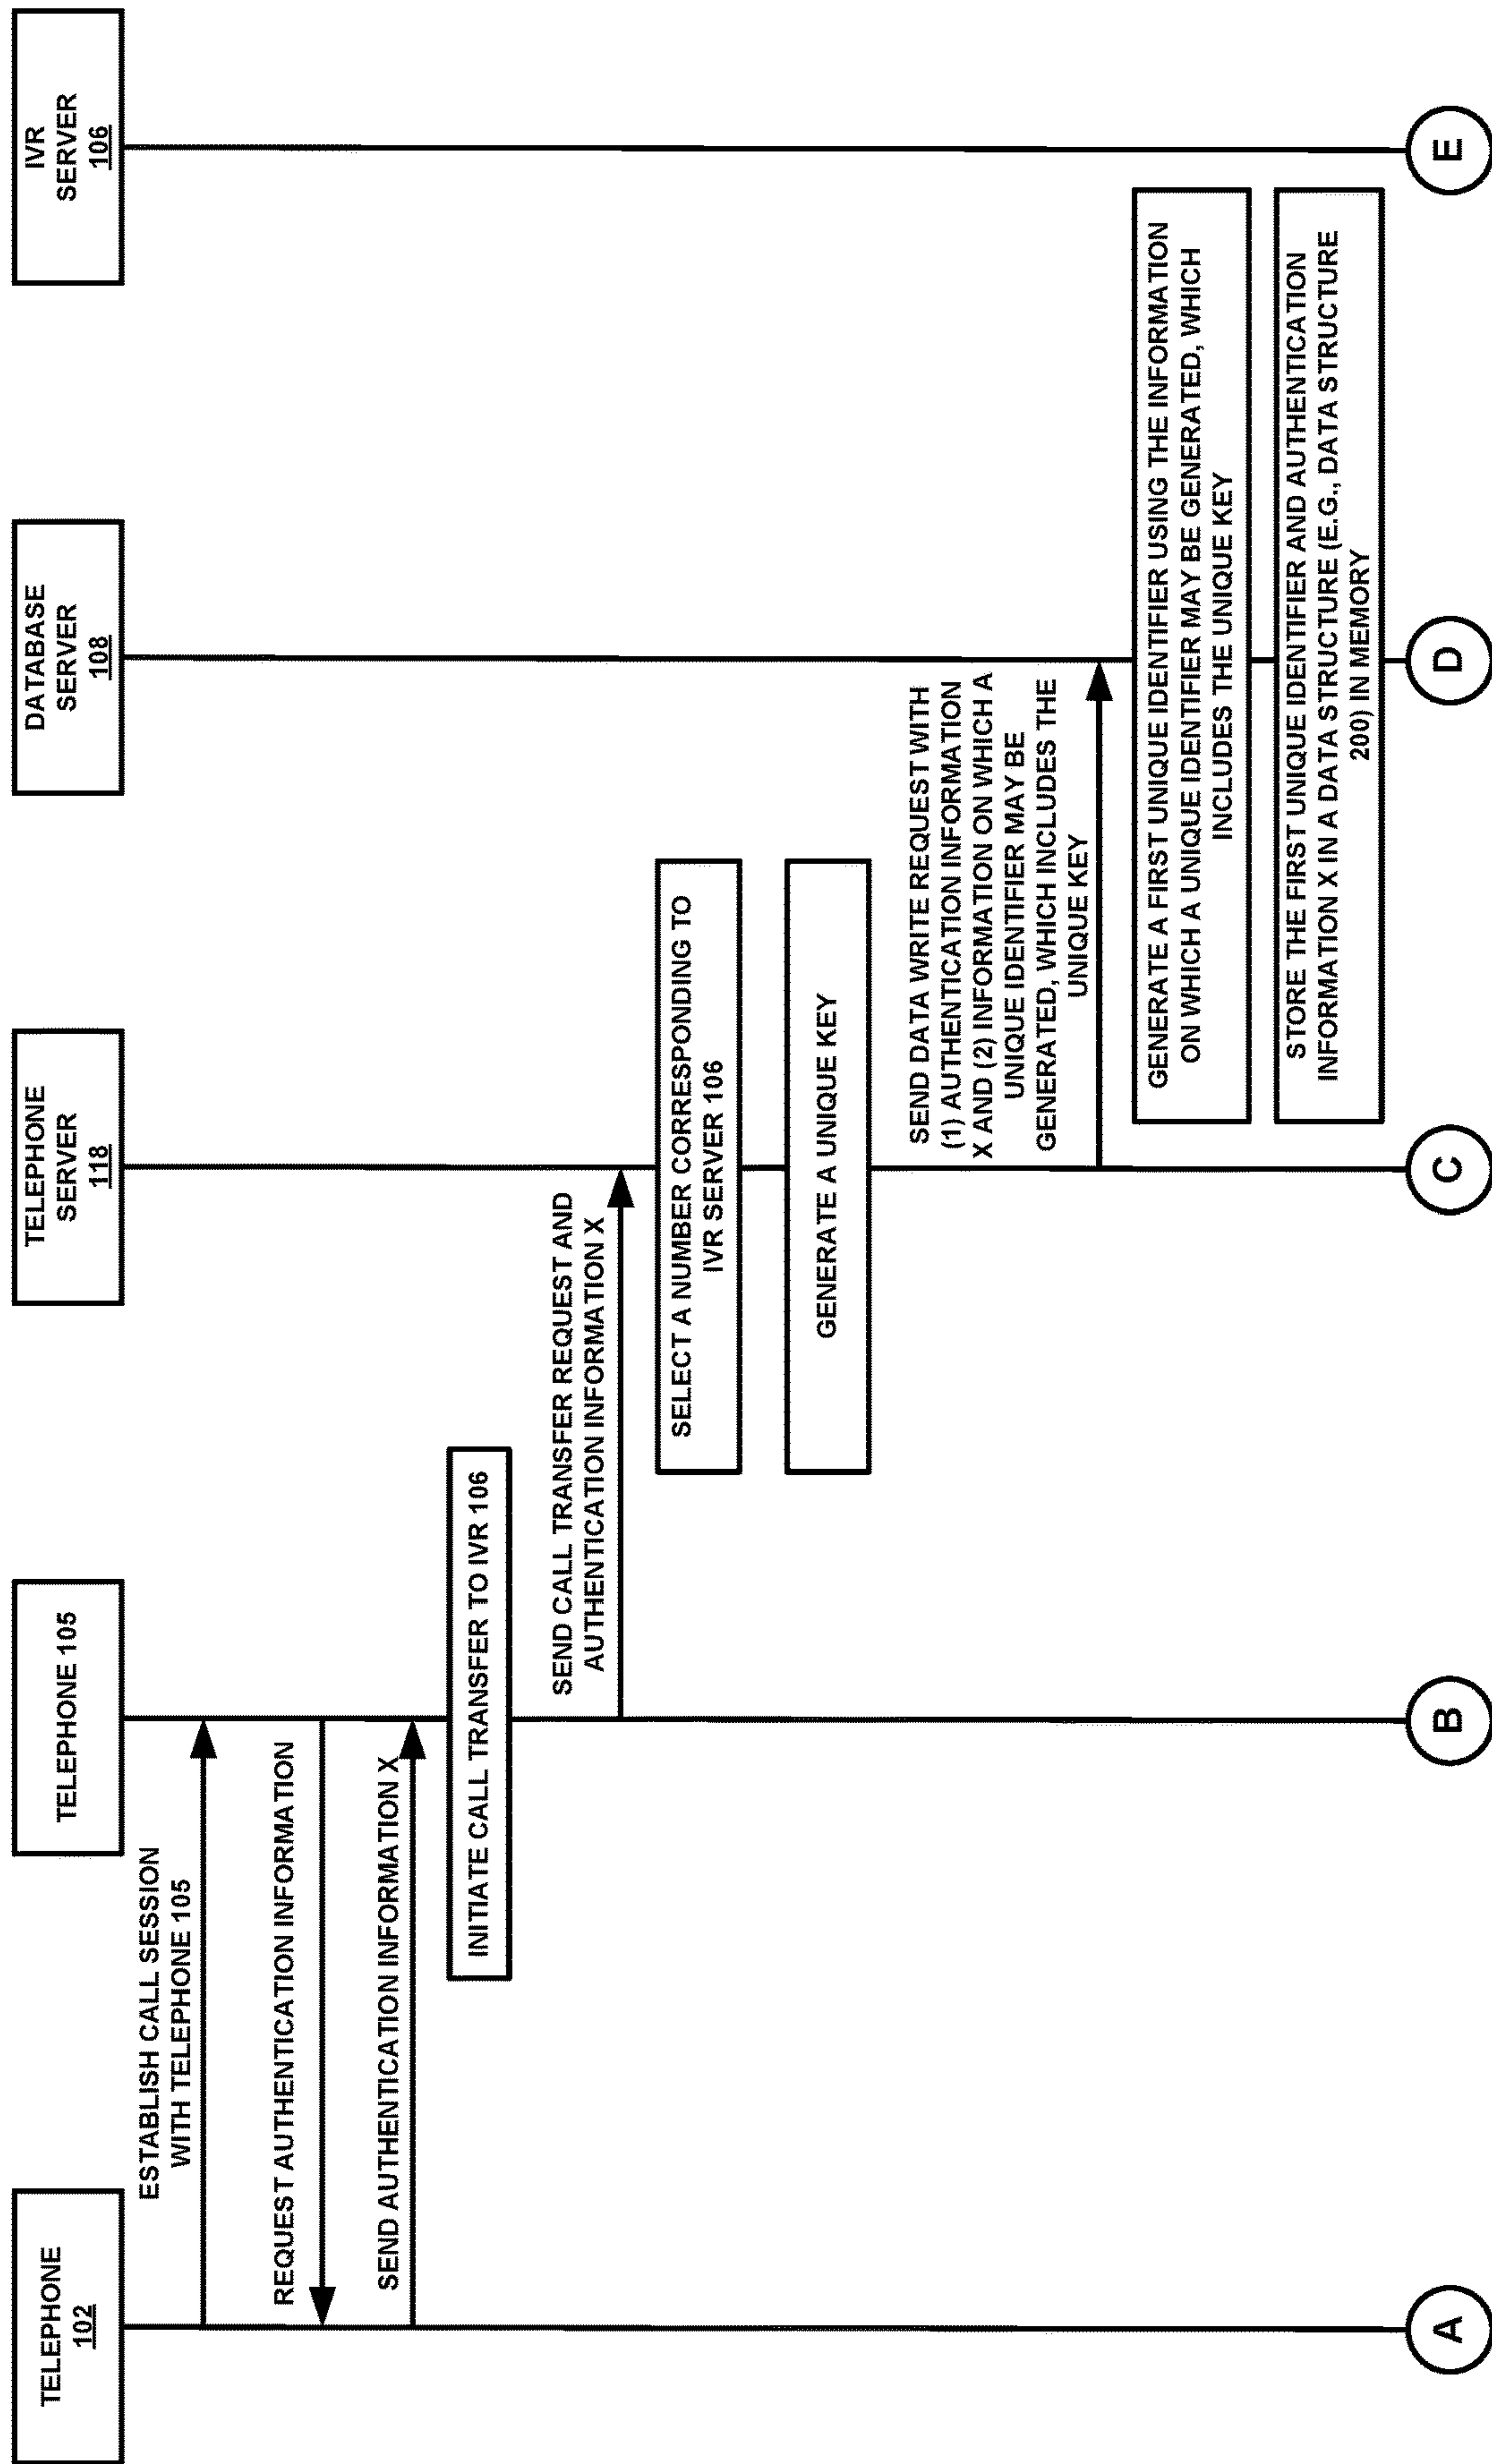 TELEPHONE
102
TELEPHONE 105
TELEPHONE
SERVER
118
DATABASE
SERVER
108
IVR
SERVER
106
ESTABLISH CALL SESSION
WITH TELEPHONE 105
REQUEST AUTHENTICATION INFORMATION
SEND AUTHENTICATION INFORMATION X
INITIATE CALL TRANSFER TO IVR 106
SEND CALL TRANSFER REQUEST AND
AUTHENTICATION INFORMATION X
SELECT A NUMBER CORRESPONDING TO
IVR SERVER 106
GENERATE A UNIQUE KEY
SEND DATA WRITE REQUEST WITH
(1) AUTHENTICATION INFORMATION
X AND (2) INFORMATION ON WHICH A
UNIQUE IDENTIFIER MAY BE
GENERATED, WHICH INCLUDES THE
UNIQUE KEY
GENERATE A FIRST UNIQUE IDENTIFIER USING THE INFORMATION
ON WHICH A UNIQUE IDENTIFIER MAY BE GENERATED, WHICH
INCLUDES THE UNIQUE KEY
STORE THE FIRST UNIQUE IDENTIFIER AND AUTHENTICATION
INFORMATION X IN A DATA STRUCTURE (E.G., DATA STRUCTURE
200) IN MEMORY
A
B
C
D
E